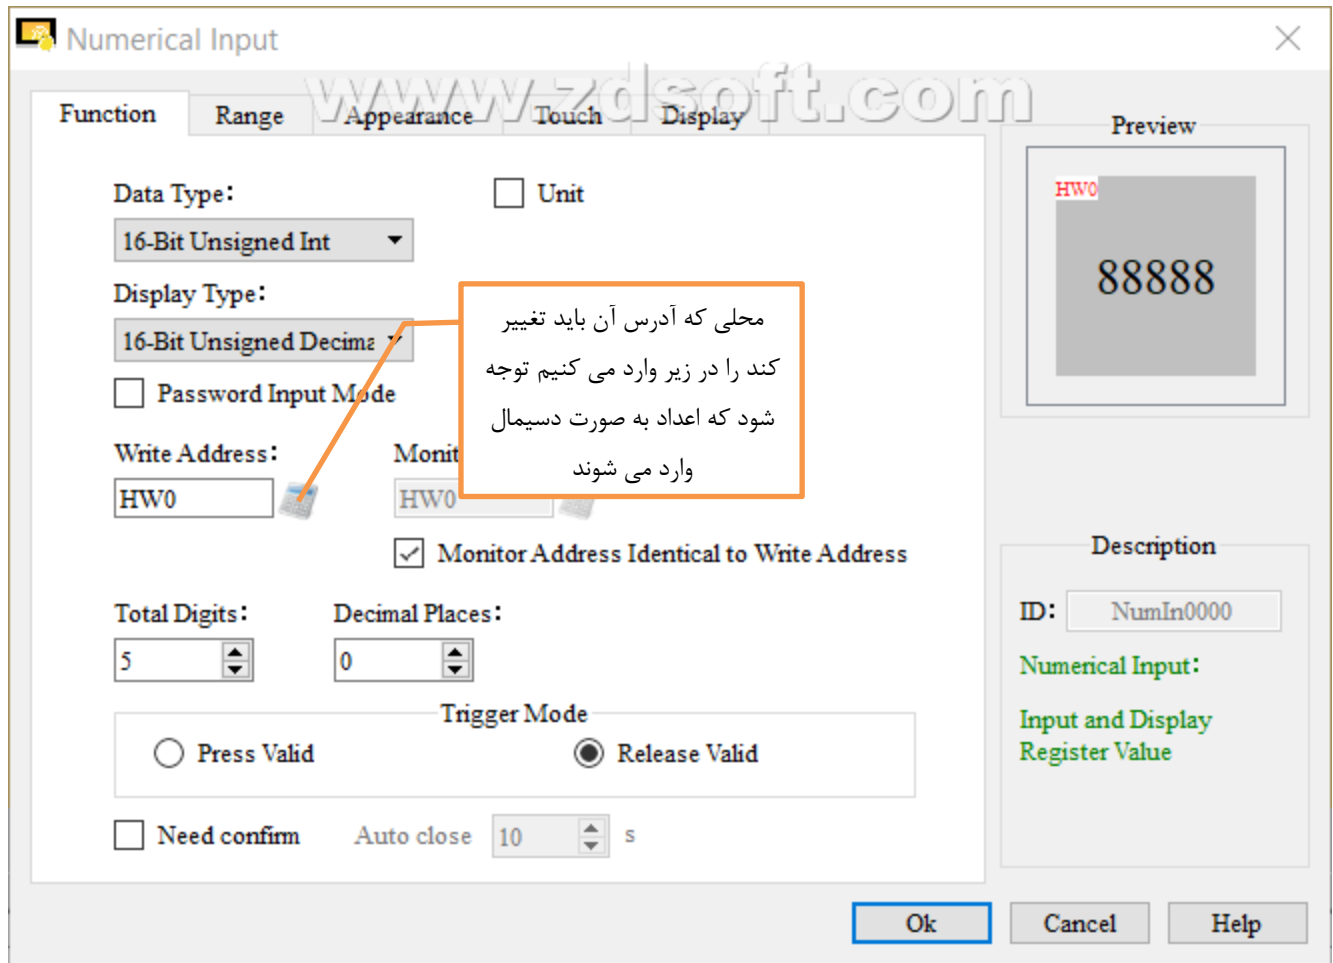 Numerical Input
www.zdsoft.com
Function
Range
Appearance
Touch
Display
Preview
Data Type:
Unit
HW0
16-Bit Unsigned Int
88888
Display Type:
16-Bit Unsigned Decima
محلی که آدرس آن باید تغییر
کند را در زیر وارد می کنیم توجه
شود که اعداد به صورت دسیمال
وارد می شوند
Password Input Mode
Write Address:
Monit
HW0
HW0
Monitor Address Identical to Write Address
Description
Total Digits:
Decimal Places:
ID:
NumIn0000
5
0
Numerical Input:
Trigger Mode
Input and Display
Register Value
Press Valid
Release Valid
Need confirm
Auto close
10
s
Ok
Cancel
Help